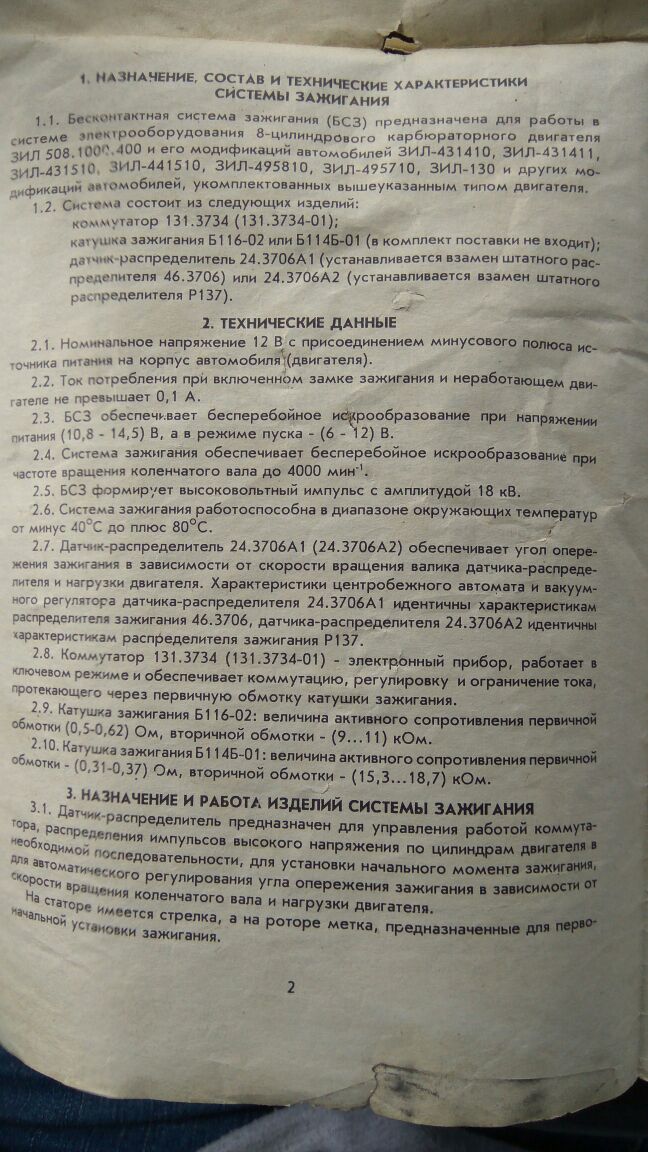 1. НАЗНАЧЕНИЕ, СОСТАВ И ТЕХНИЧЕСКИЕ ХАРАКТЕРИСТИКИ
СИСТЕМЫ ЗАЖИГАНИЯ
1.1. Бесконтактная система зажигания (БСЗ) предназначена для работы в
системе электрооборудования 8-цилиндрового карбюраторного двигателя
ЗИЛ 508.1000.400 и его модификаций автомобилей ЗИЛ-431410, ЗИЛ-431411,
ЗИЛ-431510, ЗИЛ-441510, ЗИЛ-495810, ЗИЛ-495710, ЗИЛ-130 и других мо-
дификаций автомобилей, укомплектованных вышеуказанным типом двигателя.
1.2. Система состоит из следующих изделий:
коммутатор 131.3734 (131.3734-01);
катушка зажигания Б116-02 или Б114Б-01 (в комплект поставки не входит);
датчик-распределитель 24.3706А1 (устанавливается взамен штатного рас-
пределителя 46.3706) или 24.3706А2 (устанавливается взамен штатного
распределителя Р137).
2. ТЕХНИЧЕСКИЕ ДАННЫЕ
2.1. Номинальное напряжение 12 В с присоединением минусового полюса ис-
точника питания на корпус автомобиля (двигателя).
2.2. Ток потребления при включенном замке зажигания и неработающем дви-
гателе не превышает 0,1 А.
2.3. БСЗ обеспечивает бесперебойное искрообразование при напряжении
питания (10,8 - 14,5) В, а в режиме пуска - (6 - 12) В.
2.4. Система зажигания обеспечивает бесперебойное искрообразование при
частоте вращения коленчатого вала до 4000 мин⁻¹.
2.5. БСЗ формирует высоковольтный импульс с амплитудой 18 кВ.
2.6. Система зажигания работоспособна в диапазоне окружающих температур
от минус 40°С до плюс 80°С.
2.7. Датчик-распределитель 24.3706А1 (24.3706А2) обеспечивает угол опере-
жения зажигания в зависимости от скорости вращения валика датчика-распреде-
лителя и нагрузки двигателя. Характеристики центробежного автомата и вакуум-
ного регулятора датчика-распределителя 24.3706А1 идентичны характеристикам
распределителя зажигания 46.3706, датчика-распределителя 24.3706А2 идентичны
характеристикам распределителя зажигания Р137.
2.8. Коммутатор 131.3734 (131.3734-01) - электронный прибор, работает в
ключевом режиме и обеспечивает коммутацию, регулировку и ограничение тока,
протекающего через первичную обмотку катушки зажигания.
2.9. Катушка зажигания Б116-02: величина активного сопротивления первичной
обмотки (0,5-0,62) Ом, вторичной обмотки - (9...11) кОм.
2.10. Катушка зажигания Б114Б-01: величина активного сопротивления первичной
обмотки - (0,31-0,37) Ом, вторичной обмотки - (15,3...18,7) кОм.
3. НАЗНАЧЕНИЕ И РАБОТА ИЗДЕЛИЙ СИСТЕМЫ ЗАЖИГАНИЯ
3.1. Датчик-распределитель предназначен для управления работой коммута-
тора, распределения импульсов высокого напряжения по цилиндрам двигателя в
необходимой последовательности, для установки начального момента зажигания,
для автоматического регулирования угла опережения зажигания в зависимости от
скорости вращения коленчатого вала и нагрузки двигателя.
На статоре имеется стрелка, а на роторе метка, предназначенные для перво-
начальной установки зажигания.
2